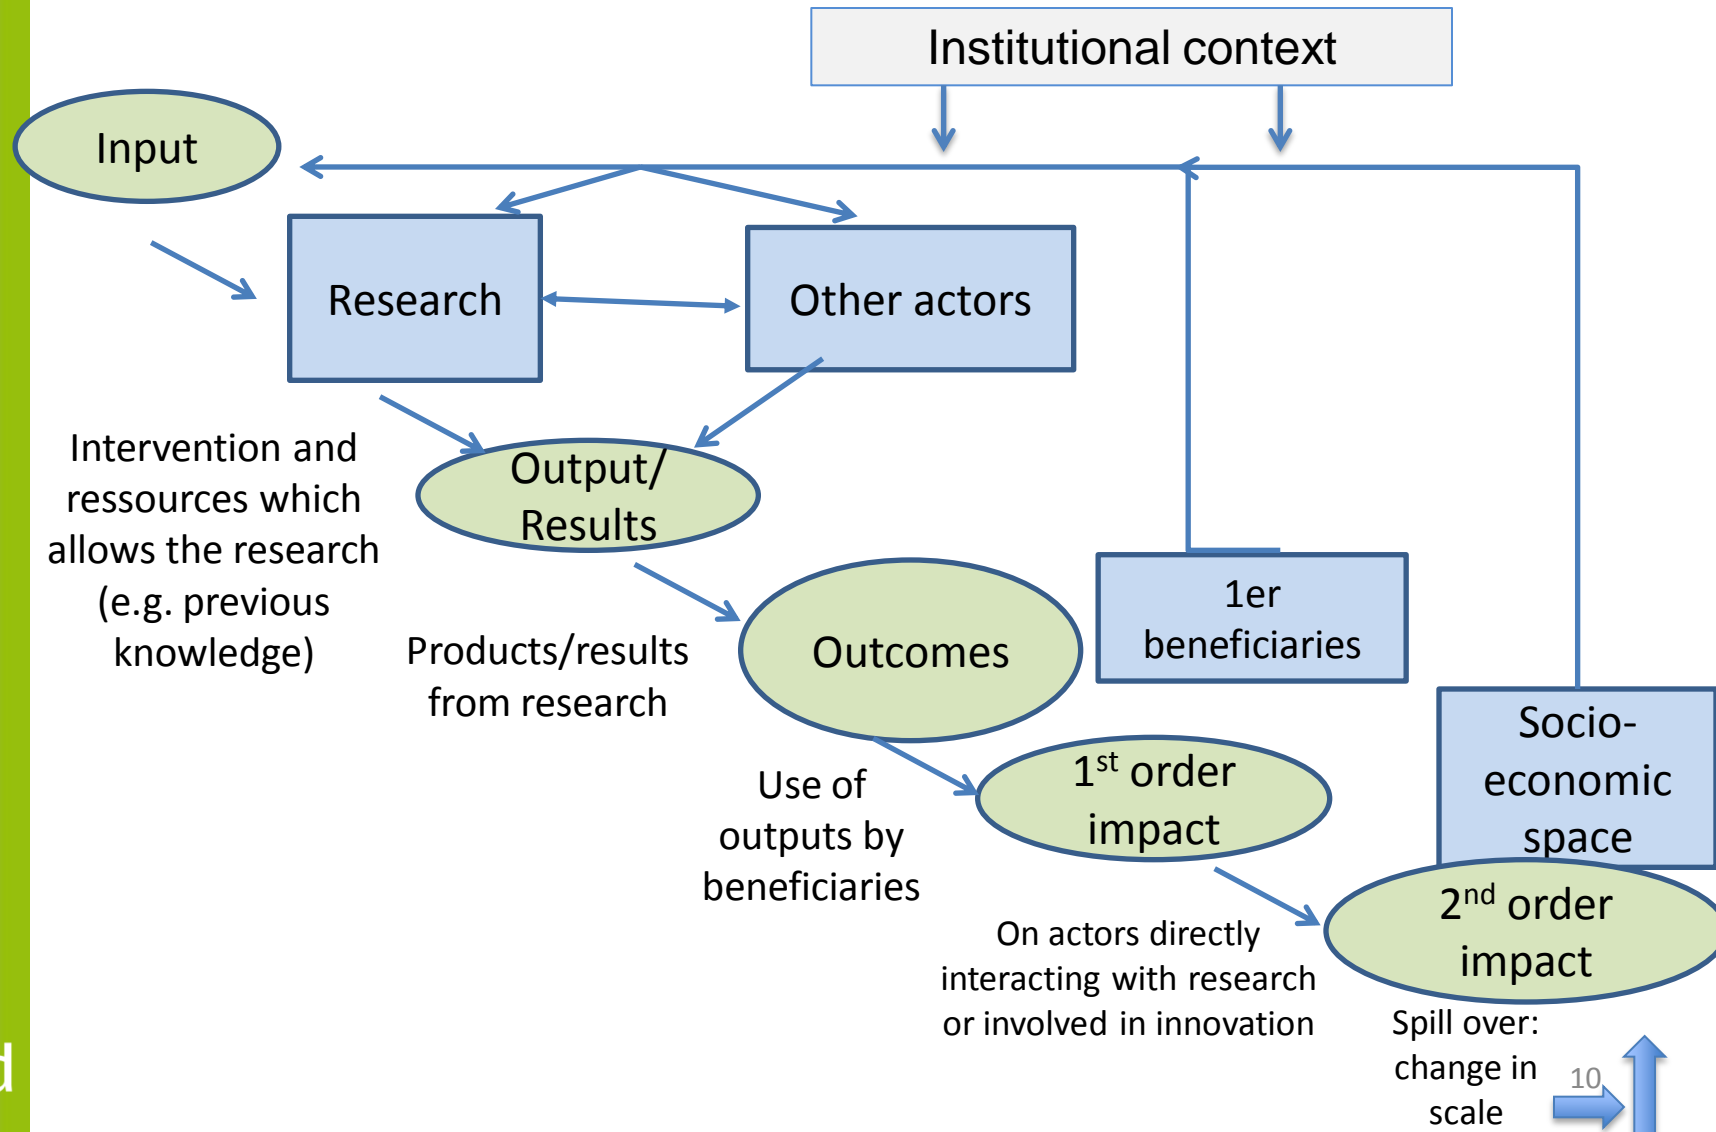 Institutional context
Input
Research
Other actors
Intervention and
ressources which
allows the research
(e.g. previous
knowledge)
Output/
Results
Products/results
from research
Outcomes
1er
beneficiaries
Use of
outputs by
beneficiaries
1st order
impact
Socio-
economic
space
On actors directly
interacting with research
or involved in innovation
2nd order
impact
Spill over:
change in
scale
10
d